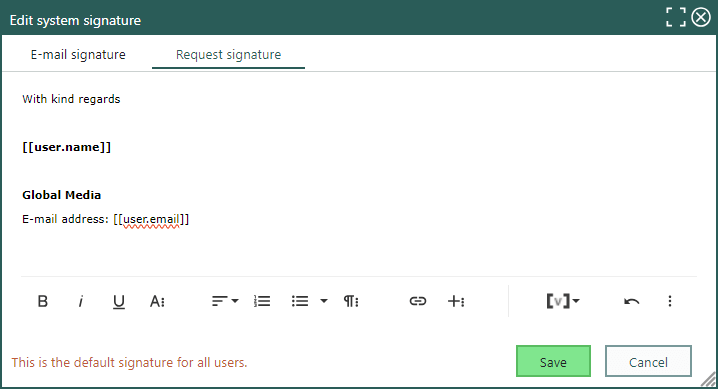 Edit system signature
E-mail signature
Request signature
With kind regards
[[user.name]]
Global Media
E-mail address: [[user.email]]
B i U A [v]
This is the default signature for all users.
Save
Cancel